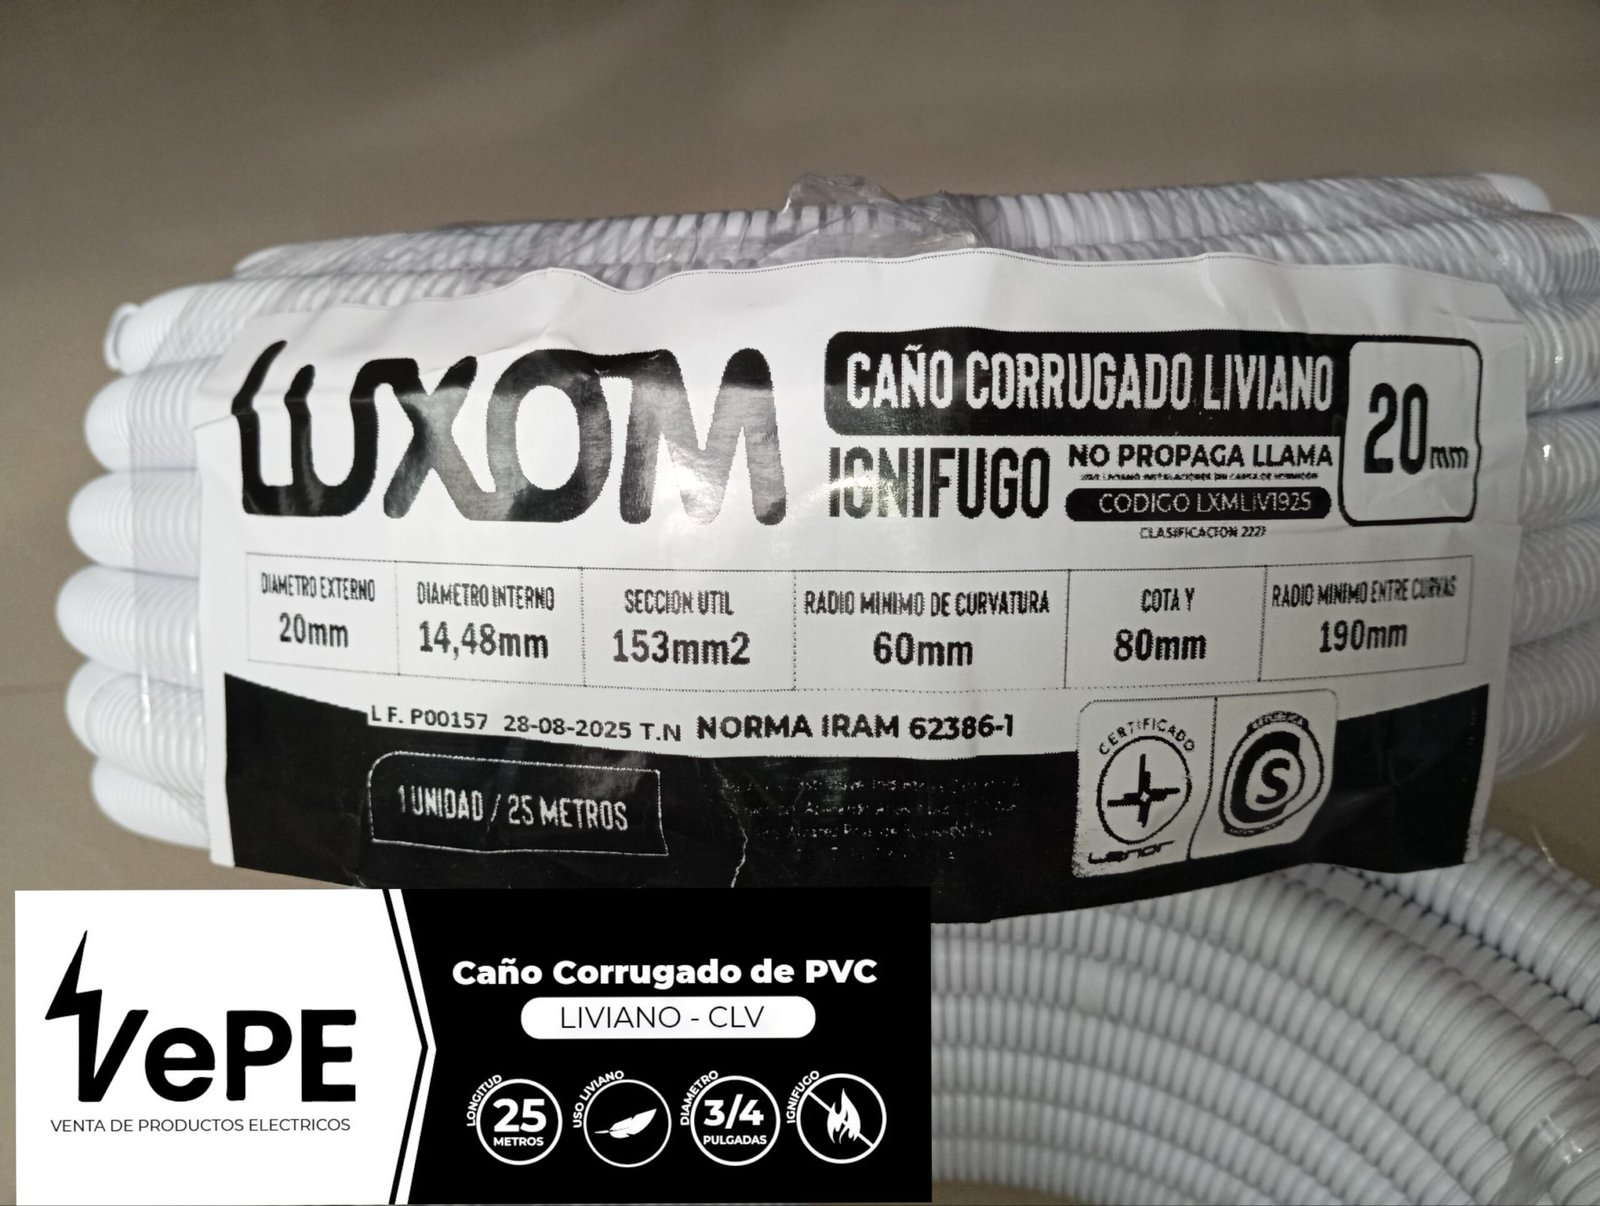 LUXOM
CAÑO CORRUGADO LIVIANO
20mm
IGNIFUGO
NO PROPAGA LLAMA
CODIGO LXMLIV1925
CLASIFICACION 2221
DIAMETRO EXTERNO
20mm
DIAMETRO INTERNO
14,48mm
SECCION UTIL
153mm2
RADIO MINIMO DE CURVATURA
60mm
COTA Y
80mm
RADIO MINIMO ENTRE CURVAS
190mm
L F. P00157 28-08-2025 T.N NORMA IRAM 62386-1
1 UNIDAD / 25 METROS
CERTIFICADO
Lenor
S
VePE
VENTA DE PRODUCTOS ELECTRICOS
Caño Corrugado de PVC
LIVIANO - CLV
LONGITUD
25
METROS
USO LIVIANO
DIAMETRO
3/4
PULGADAS
IGNIFUGO